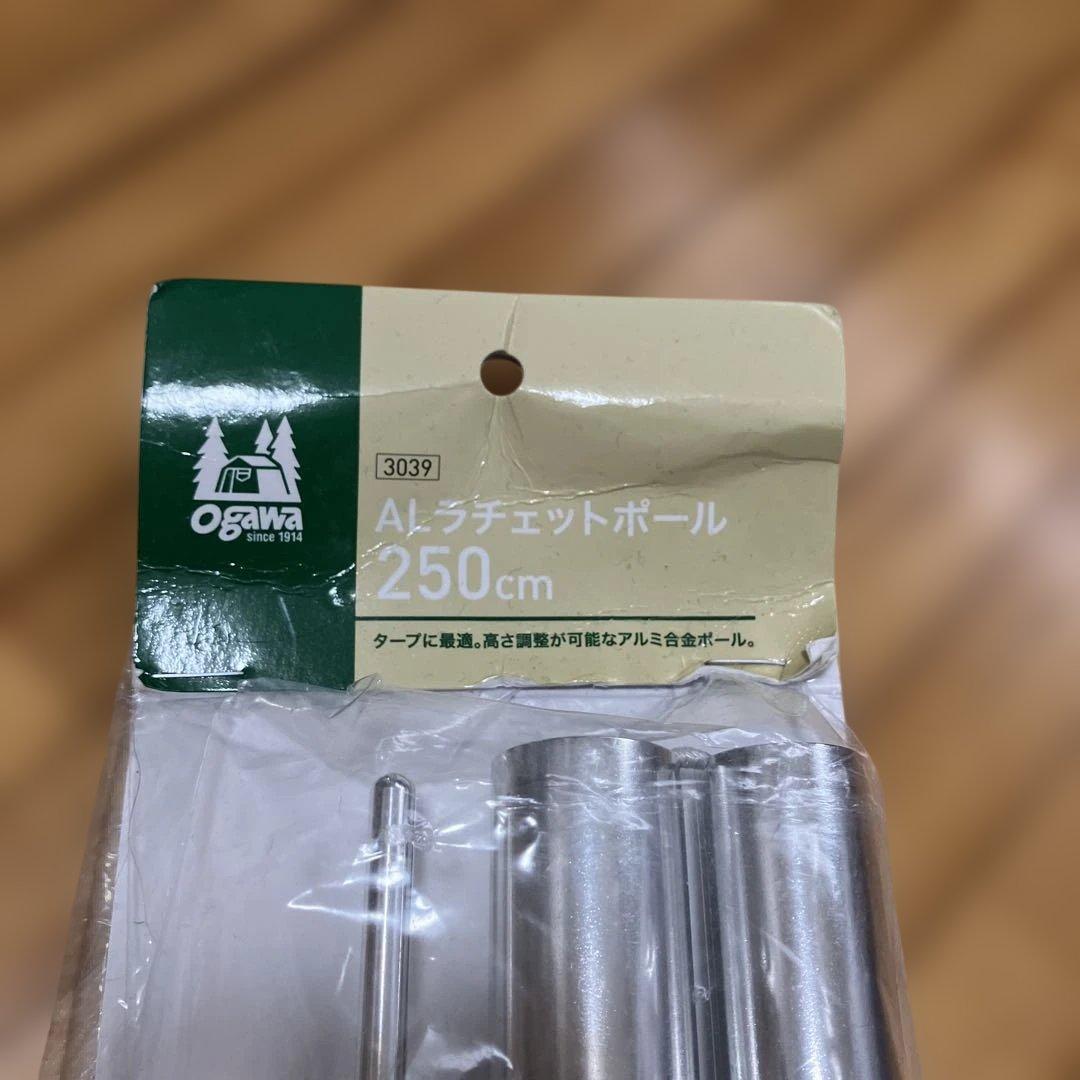 ogawa
since 1914
3039
ALラチェットポール
250cm
タープに最適。高さ調整が可能なアルミ合金ポール。